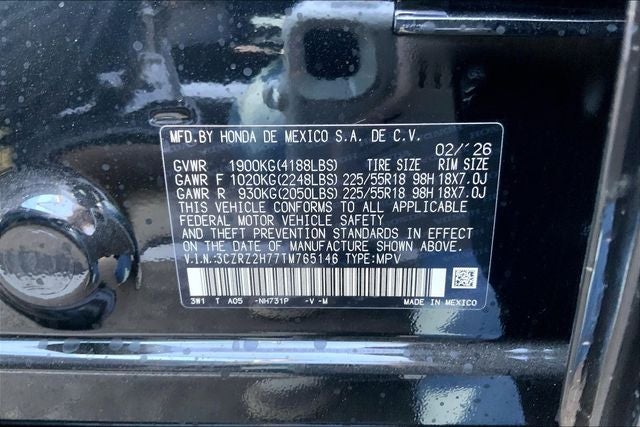 MFD.BY HONDA DE MEXICO S.A. DE C.V. 02/´26
GVWR 1900KG(4188LBS) TIRE SIZE RIM SIZE
GAWR F 1020KG(2248LBS) 225/55R18 98H 18X7.0J
GAWR R 930KG(2050LBS) 225/55R18 98H 18X7.0J
THIS VEHICLE CONFORMS TO ALL APPLICABLE
FEDERAL MOTOR VEHICLE SAFETY
AND THEFT PREVENTION STANDARDS IN EFFECT
ON THE DATE OF MANUFACTURE SHOWN ABOVE.
V.I.N.:3CZRZ2H77TM765146 TYPE:MPV
3W1 T A05 -NH731P -V -M MADE IN MEXICO